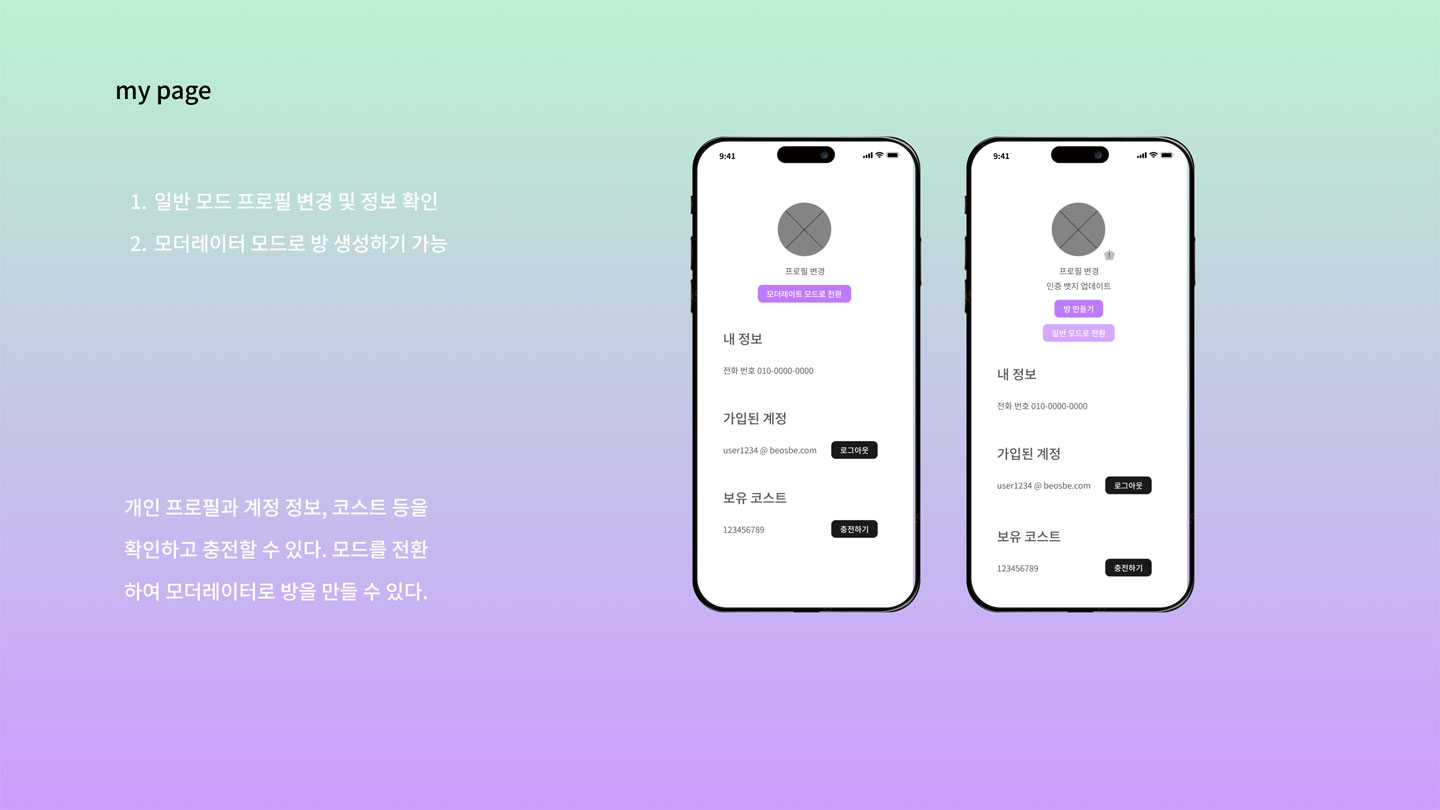 my page
1. 일반 모드 프로필 변경 및 정보 확인
2. 모더레이터 모드로 방 생성하기 가능
개인 프로필과 계정 정보, 코스트 등을
확인하고 충전할 수 있다. 모드를 전환
하여 모더레이터로 방을 만들 수 있다.
9:41
프로필 변경
모더레이트 모드로 전환
내 정보
전화 번호 010-0000-0000
가입된 계정
user1234 @ beosbe.com 로그아웃
보유 코스트
123456789 충전하기
9:41
프로필 변경
인증 뱃지 업데이트
방 만들기
일반 모드로 전환
내 정보
전화 번호 010-0000-0000
가입된 계정
user1234 @ beosbe.com 로그아웃
보유 코스트
123456789 충전하기